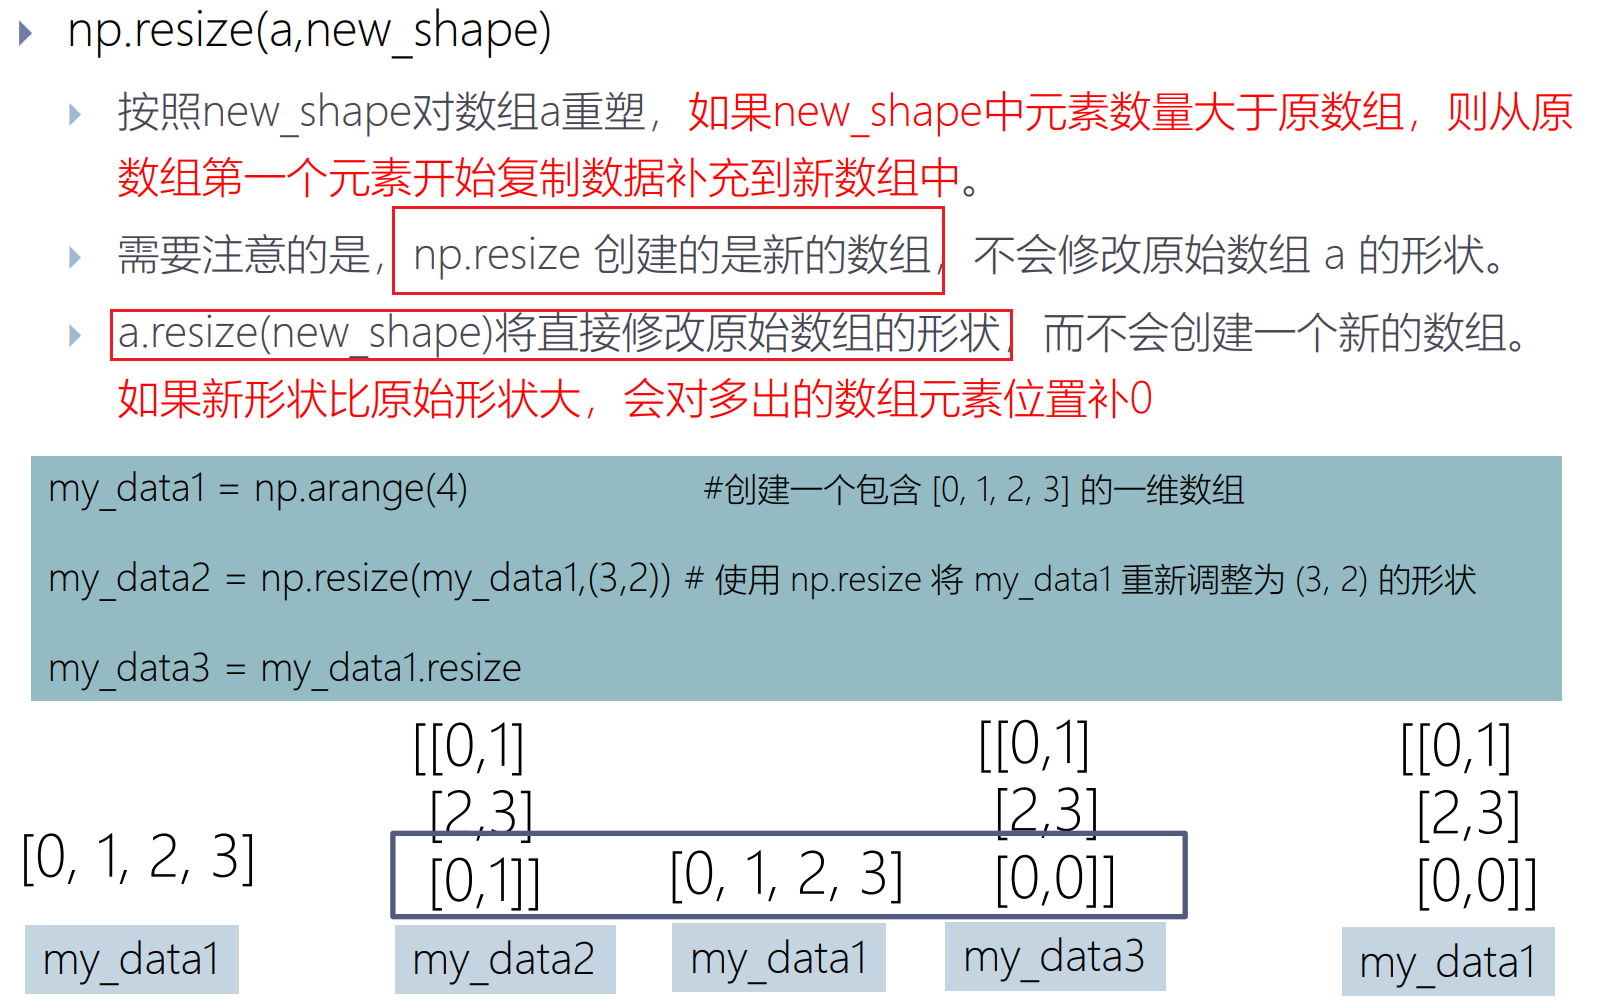 np.resize(a,new_shape)
按照new_shape对数组a重塑，如果new_shape中元素数量大于原数组，则从原
数组第一个元素开始复制数据补充到新数组中。
需要注意的是，np.resize 创建的是新的数组，不会修改原始数组 a 的形状。
a.resize(new_shape)将直接修改原始数组的形状，而不会创建一个新的数组。
如果新形状比原始形状大，会对多出的数组元素位置补0
my_data1 = np.arange(4) #创建一个包含 [0, 1, 2, 3] 的一维数组
my_data2 = np.resize(my_data1,(3,2)) # 使用 np.resize 将 my_data1 重新调整为 (3, 2) 的形状
my_data3 = my_data1.resize
[0, 1, 2, 3]
my_data1
[[0,1]
[2,3]
[0,1]]
my_data2
[0, 1, 2, 3]
my_data1
[[0,1]
[2,3]
[0,0]]
my_data3
[[0,1]
[2,3]
[0,0]]
my_data1